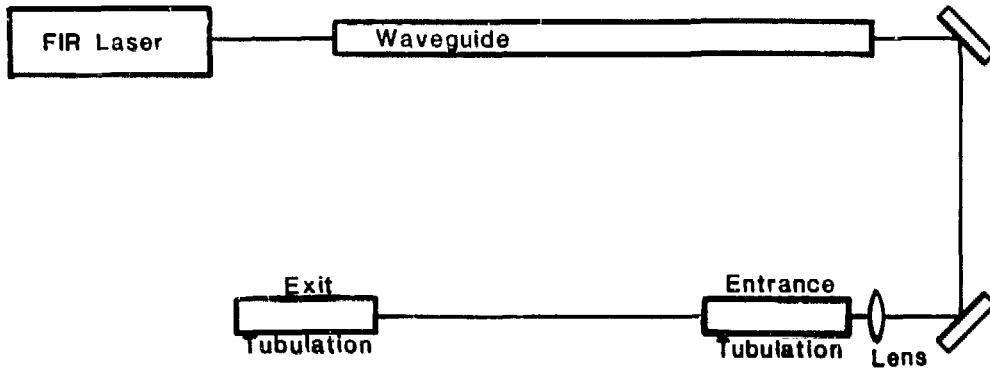 FIR Laser
Waveguide
Exit
Tubulation
Entrance
Tubulation
Lens